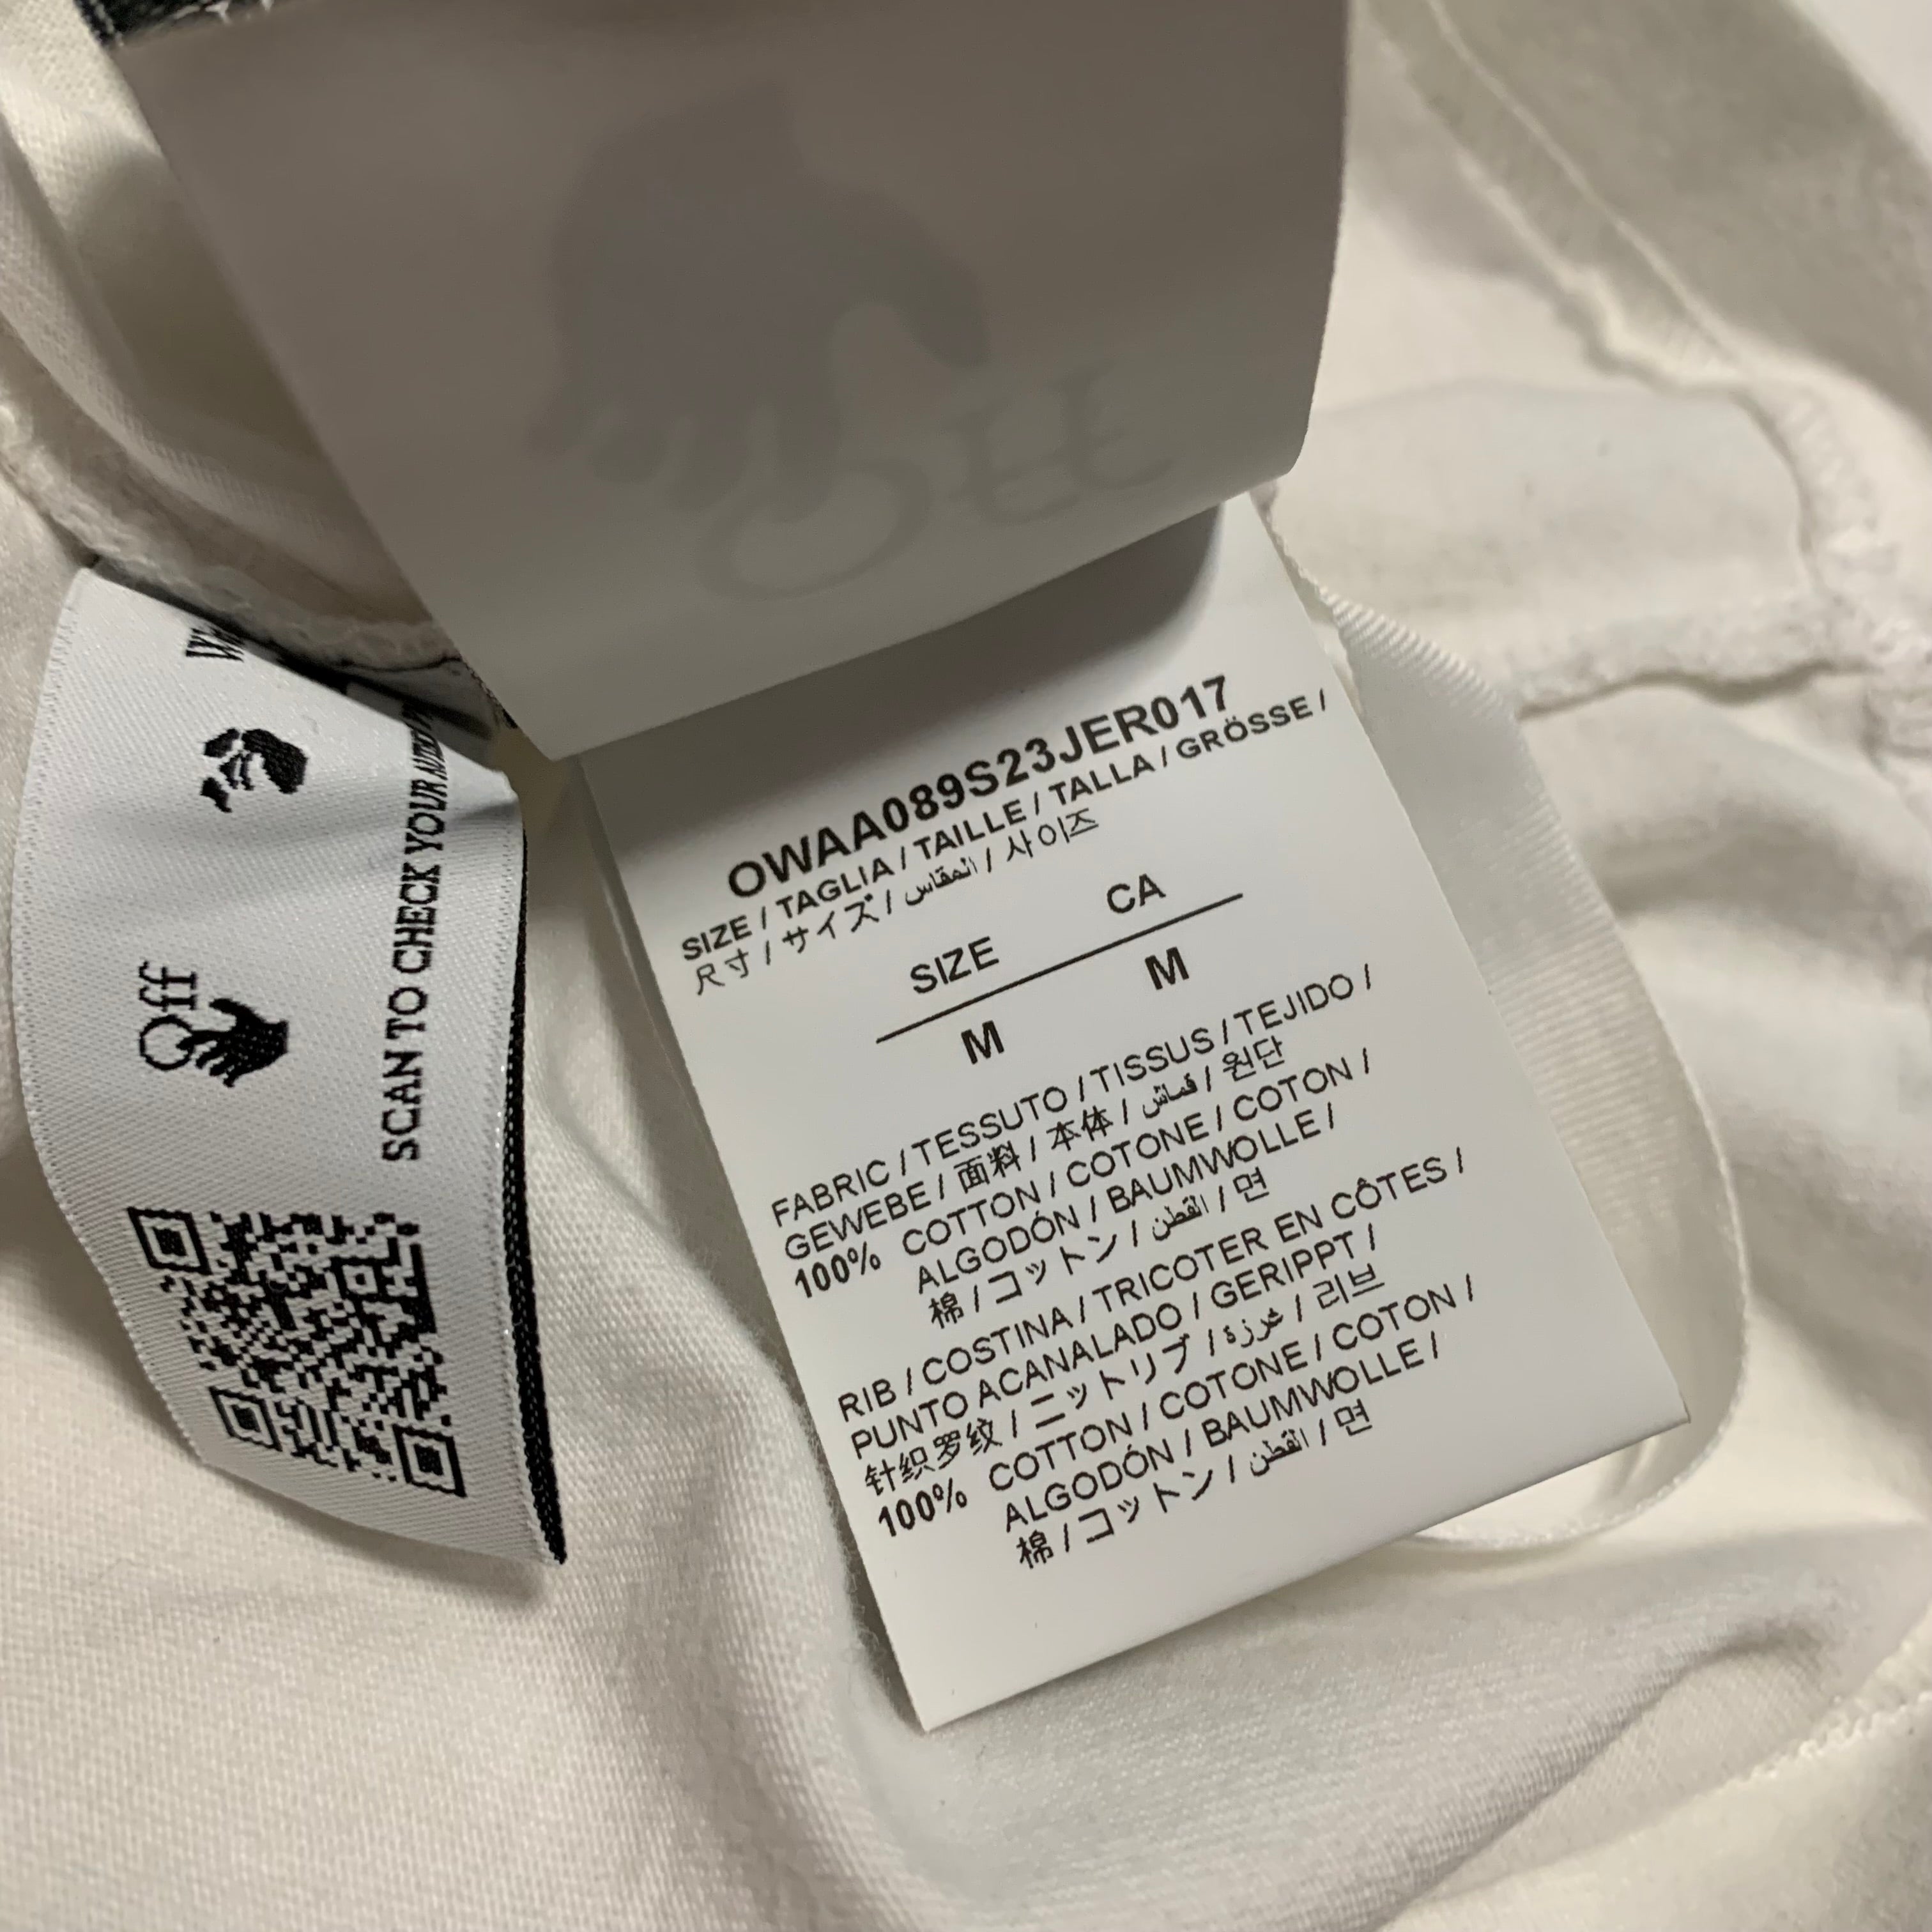 OWAA089S23JER017
SIZE / TAGLIA / TAILLE / TALLA / GRÖSSE /
尺寸 / サイズ / المقاس / 사이즈
SIZE CA
M M
FABRIC / TESSUTO / TISSUS / TEJIDO /
GEWEBE / 面料 / 本体 / قماش / 원단
100% COTTON / COTONE / COTON /
ALGODÓN / BAUMWOLLE /
棉 / コットン / القطن / 면
RIB / COSTINA / TRICOTER EN CÔTES /
PUNTO ACANALADO / GERIPPT /
针织罗纹 / ニットリブ / غرزة / 리브
100% COTTON / COTONE / COTON /
ALGODÓN / BAUMWOLLE /
棉 / コットン / القطن / 면
Off
SCAN TO CHECK YOUR
Off